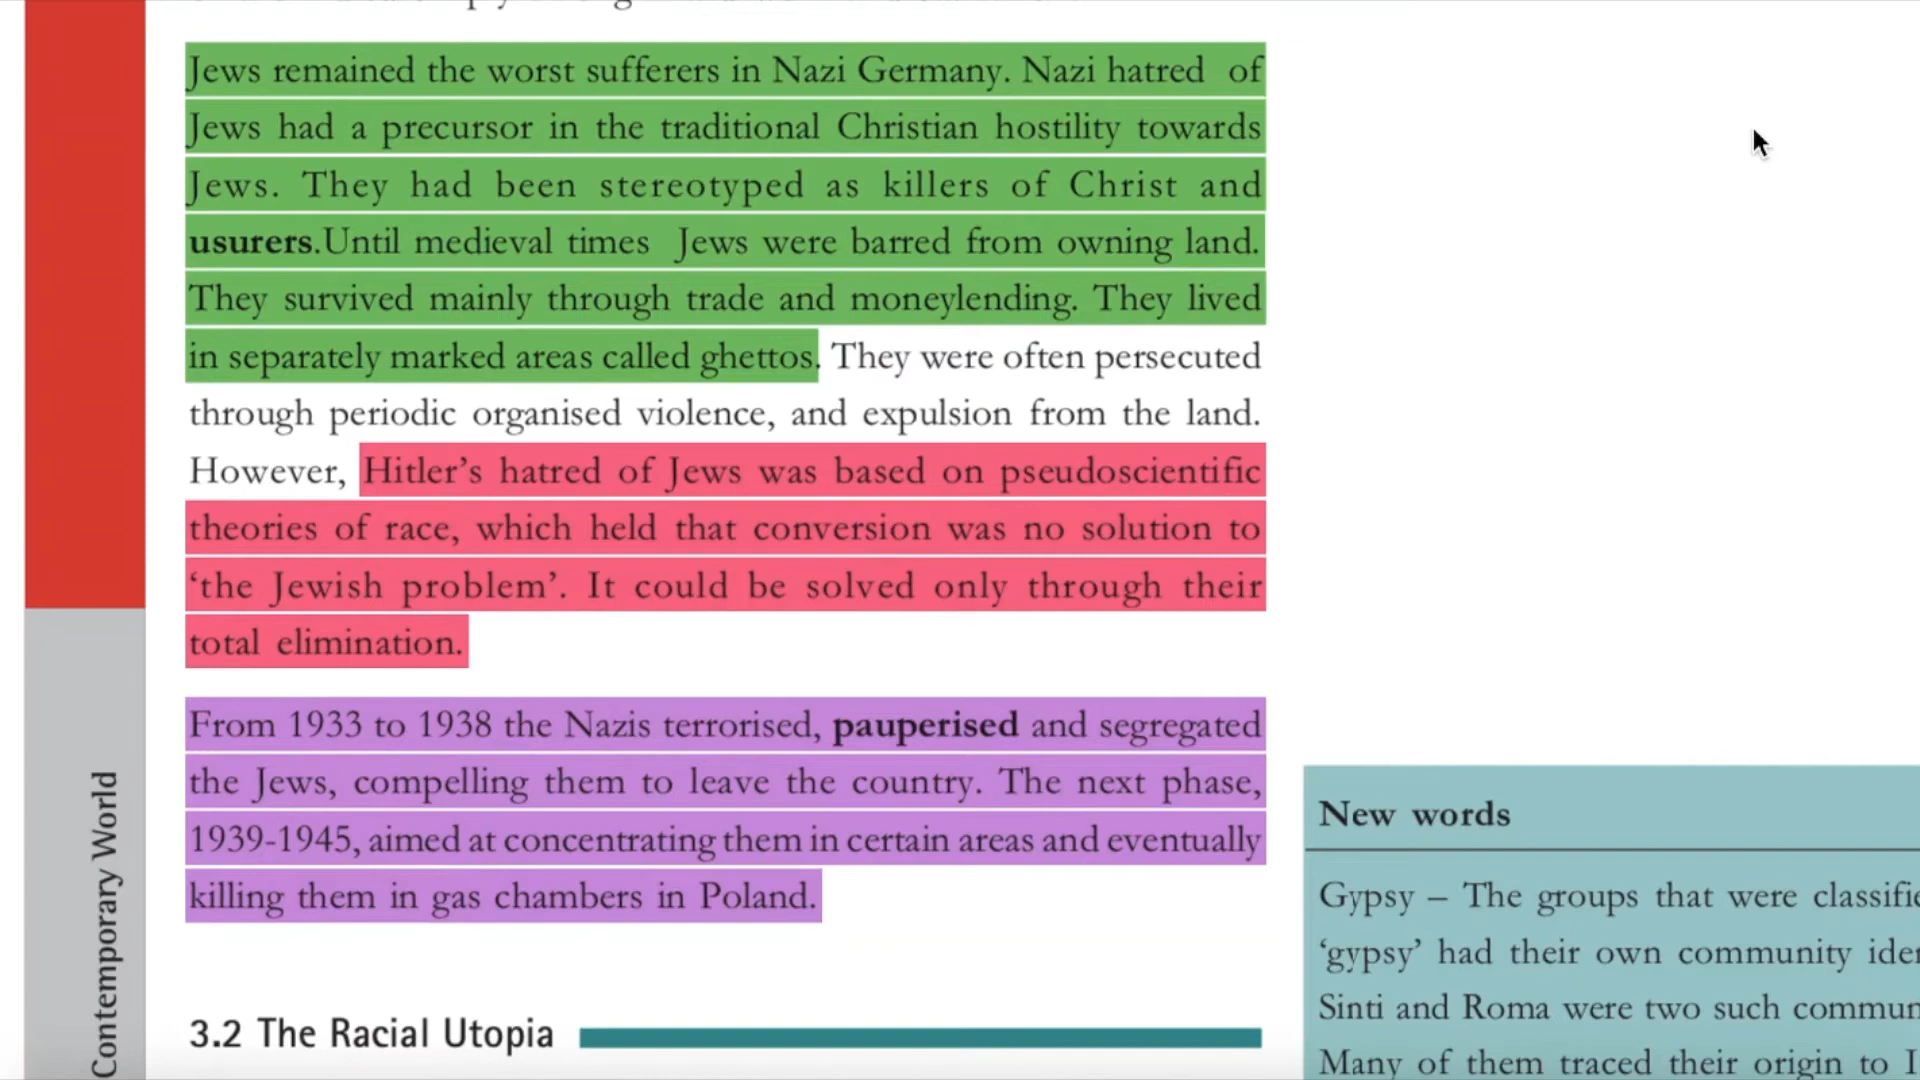 Jews remained the worst sufferers in Nazi Germany. Nazi hatred of
Jews had a precursor in the traditional Christian hostility towards
Jews. They had been stereotyped as killers of Christ and
usurers.Until medieval times Jews were barred from owning land.
They survived mainly through trade and moneylending. They lived
in separately marked areas called ghettos. They were often persecuted
through periodic organised violence, and expulsion from the land.
However, Hitler’s hatred of Jews was based on pseudoscientific
theories of race, which held that conversion was no solution to
‘the Jewish problem’. It could be solved only through their
total elimination.
From 1933 to 1938 the Nazis terrorised, pauperised and segregated
the Jews, compelling them to leave the country. The next phase,
1939-1945, aimed at concentrating them in certain areas and eventually
killing them in gas chambers in Poland.
3.2 The Racial Utopia
New words
Gypsy – The groups that were
‘gypsy’ had their own community
Sinti and Roma were two such
Many of them traced their origin to
Contemporary World